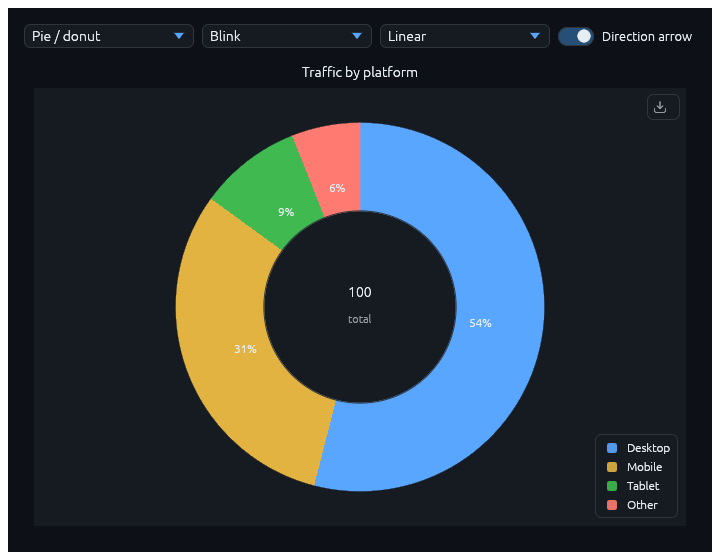 Pie / donut
Blink
Linear
Direction arrow
Traffic by platform
6%
9%
100
total
54%
31%
Desktop
Mobile
Tablet
Other